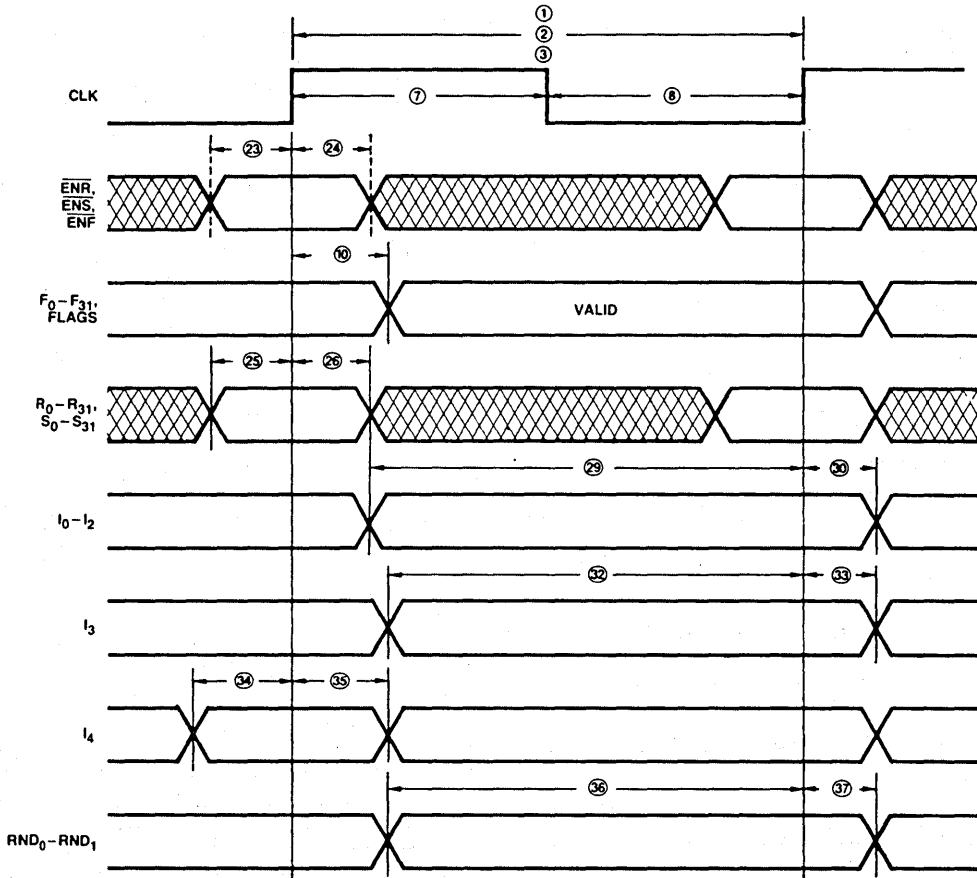 ①
②
③
CLK
⑦
⑧
㉓
㉔
ENR,
ENS,
ENF
⑩
F0–F31,
FLAGS
VALID
㉕
㉖
R0–R31,
S0–S31
㉙
㉚
I0–I2
㉜
㉝
I3
㉞
㉟
I4
㊱
㊲
RND0–RND1